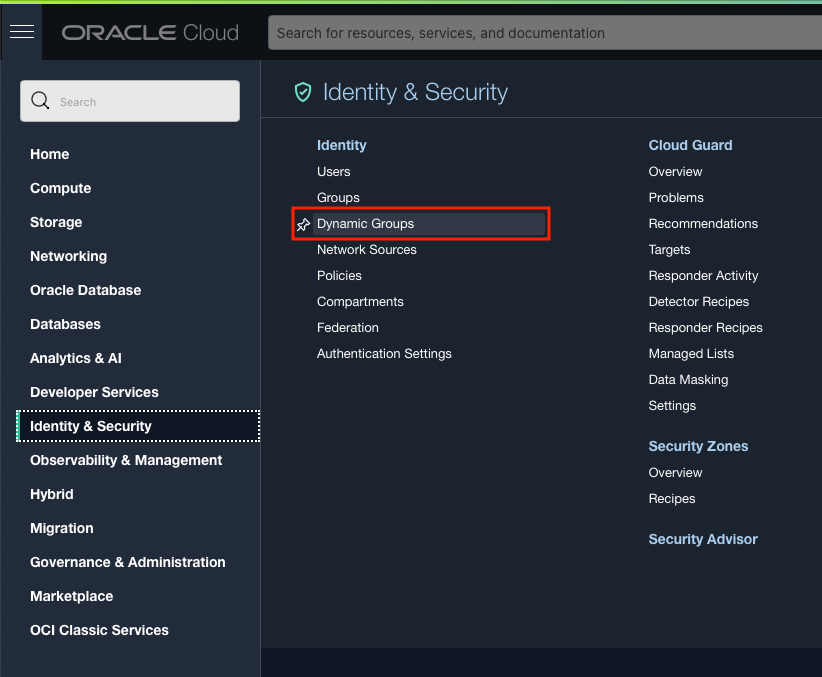 ORACLE Cloud
Search for resources, services, and documentation
Search
Home
Compute
Storage
Networking
Oracle Database
Databases
Analytics & AI
Developer Services
Identity & Security
Observability & Management
Hybrid
Migration
Governance & Administration
Marketplace
OCI Classic Services
Identity & Security
Identity
Users
Groups
Dynamic Groups
Network Sources
Policies
Compartments
Federation
Authentication Settings
Cloud Guard
Overview
Problems
Recommendations
Targets
Responder Activity
Detector Recipes
Responder Recipes
Managed Lists
Data Masking
Settings
Security Zones
Overview
Recipes
Security Advisor